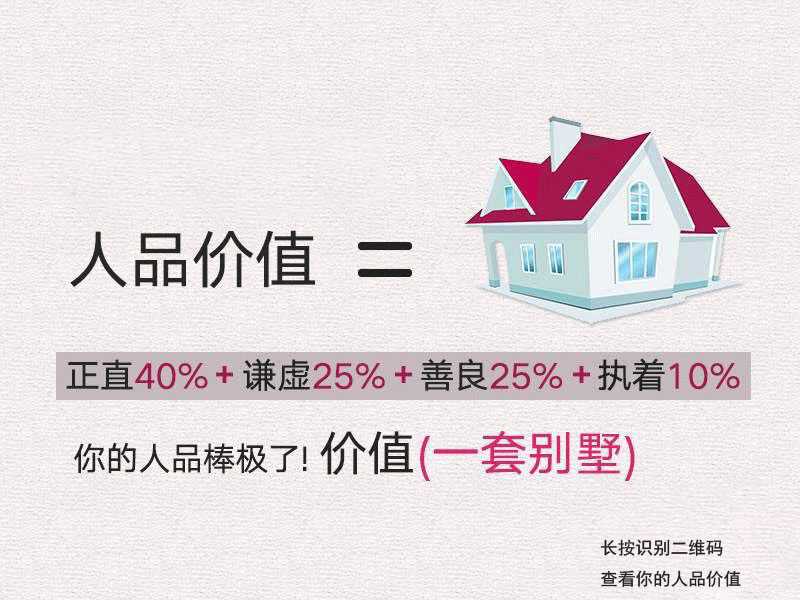 人品价值 =
正直40%+谦虚25%+善良25%+执着10%
你的人品棒极了!价值(一套别墅)
长按识别二维码
查看你的人品价值